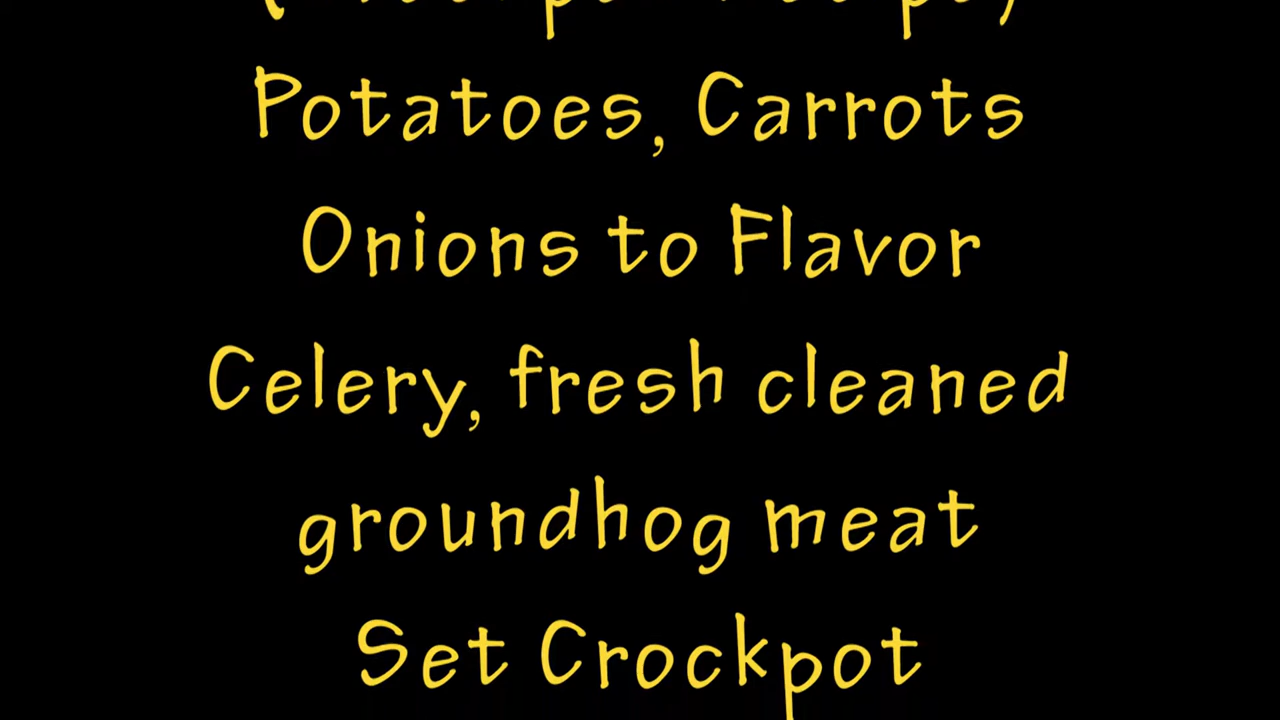 Potatoes, Carrots
Onions to Flavor
Celery, fresh cleaned
groundhog meat
Set Crockpot